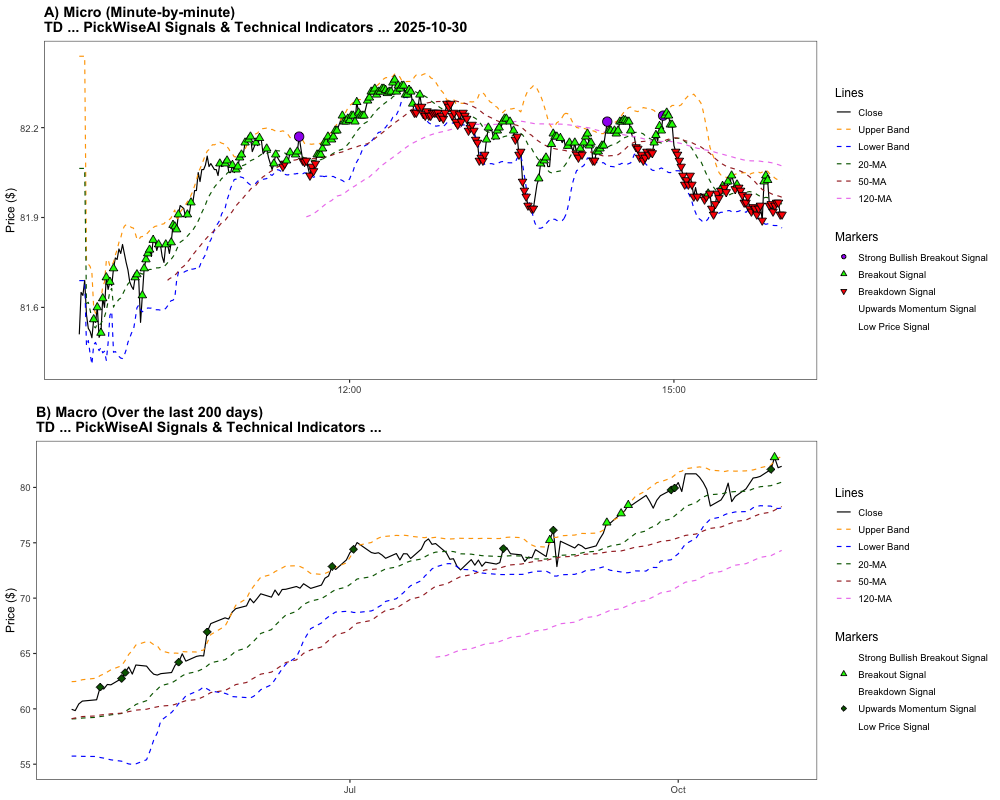 A) Micro (Minute-by-minute)
TD ... PickWiseAI Signals & Technical Indicators ... 2025-10-30
Price ($)
82.2
81.9
81.6
12:00
15:00
Lines
Close
Upper Band
Lower Band
20-MA
50-MA
120-MA
Markers
Strong Bullish Breakout Signal
Breakout Signal
Breakdown Signal
Upwards Momentum Signal
Low Price Signal
B) Macro (Over the last 200 days)
TD ... PickWiseAI Signals & Technical Indicators ...
Price ($)
80
75
70
65
60
55
Jul
Oct
Lines
Close
Upper Band
Lower Band
20-MA
50-MA
120-MA
Markers
Strong Bullish Breakout Signal
Breakout Signal
Breakdown Signal
Upwards Momentum Signal
Low Price Signal